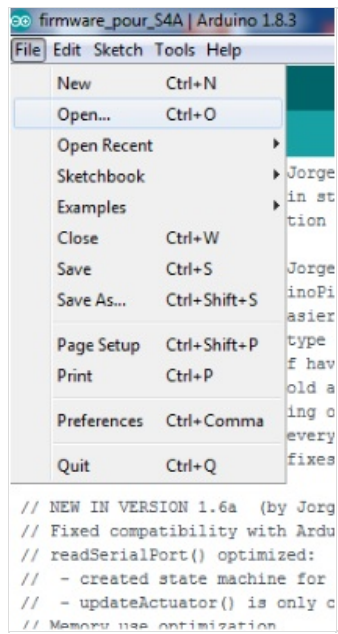 firmware_pour_S4A | Arduino 1.8.3
File Edit Sketch Tools Help
New Ctrl+N
Open... Ctrl+O
Open Recent
Sketchbook
Examples
Close Ctrl+W
Save Ctrl+S
Save As... Ctrl+Shift+S
Page Setup Ctrl+Shift+P
Print Ctrl+P
Preferences Ctrl+Comma
Quit Ctrl+Q
Jorge
in st
tion
Jorge
inoPi
asier
type
f hav
old a
ing o
every
fixes
// NEW IN VERSION 1.6a (by Jorg
// Fixed compatibility with Ardu
// readSerialPort() optimized:
// - created state machine for
// - updateActuator() is only c
// Memory use optimization